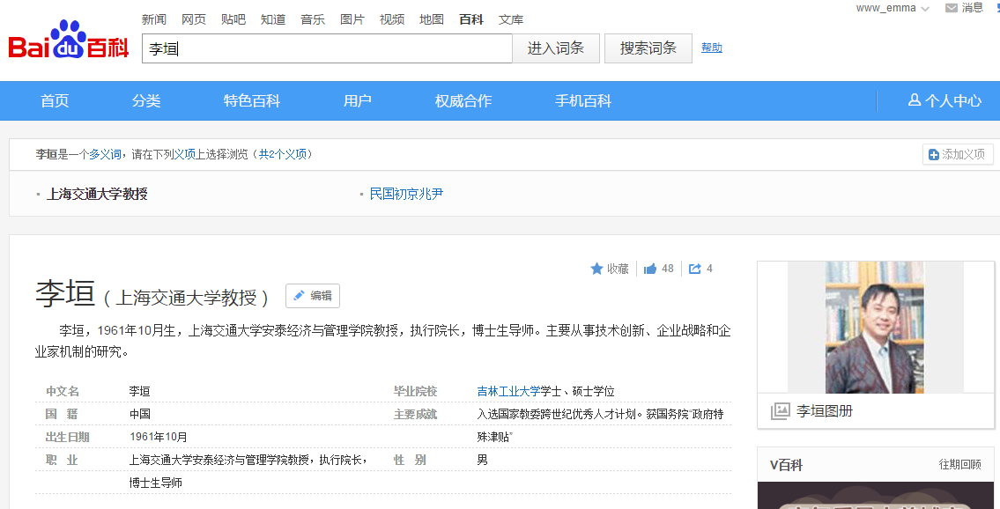 www_emma 消息
新闻 网页 贴吧 知道 音乐 图片 视频 地图 百科 文库
Bai du 百科
李垣 进入词条 搜索词条 帮助
首页 分类 特色百科 用户 权威合作 手机百科 个人中心
李垣是一个多义词，请在下列义项上选择浏览（共2个义项） 添加义项
▪ 上海交通大学教授 ▪ 民国初京兆尹
收藏 48 4
李垣（上海交通大学教授） 编辑
李垣，1961年10月生，上海交通大学安泰经济与管理学院教授，执行院长，博士生导师。主要从事技术创新、企业战略和企
业家机制的研究。
中文名 李垣 毕业院校 吉林工业大学学士、硕士学位
国 籍 中国 主要成就 入选国家教委跨世纪优秀人才计划。获国务院“政府特
出生日期 1961年10月 殊津贴”
职 业 上海交通大学安泰经济与管理学院教授，执行院长， 性 别 男
博士生导师
李垣图册
V百科 往期回顾